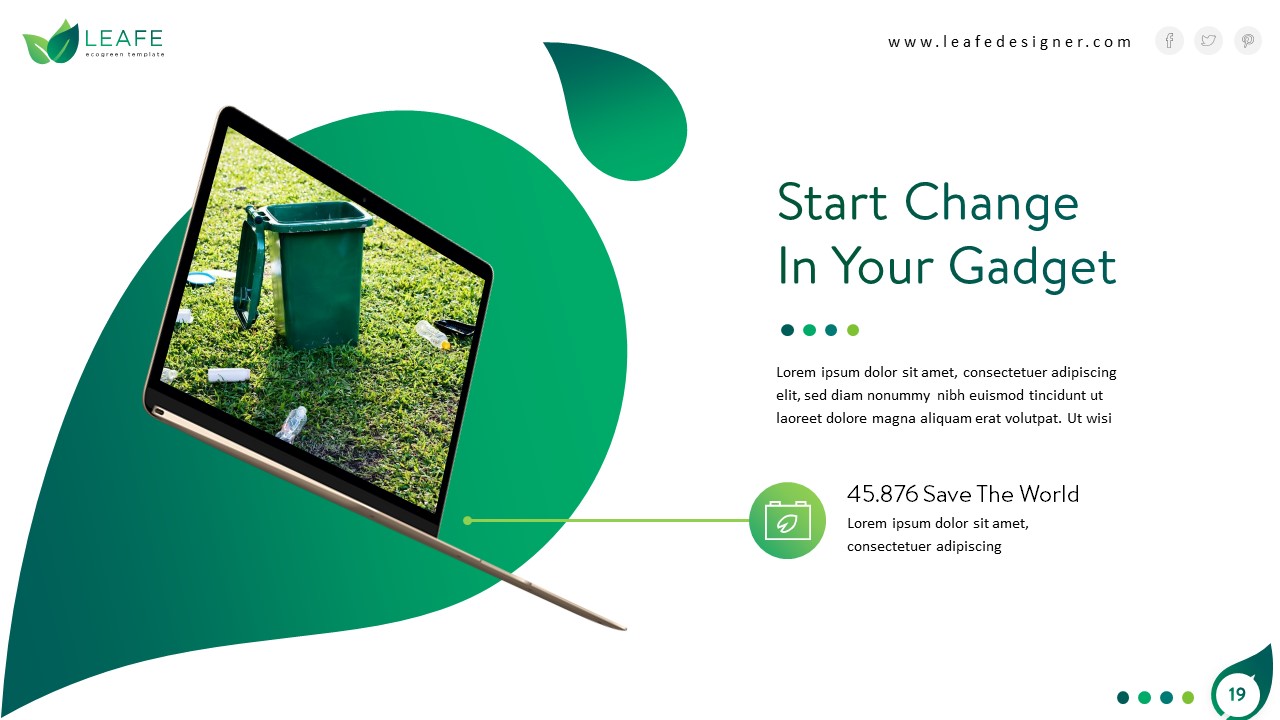 LEAFE
ecogreen template
www.leafedesigner.com
Start Change
In Your Gadget
Lorem ipsum dolor sit amet, consectetuer adipiscing
elit, sed diam nonummy nibh euismod tincidunt ut
laoreet dolore magna aliquam erat volutpat. Ut wisi
45.876 Save The World
Lorem ipsum dolor sit amet,
consectetuer adipiscing
19